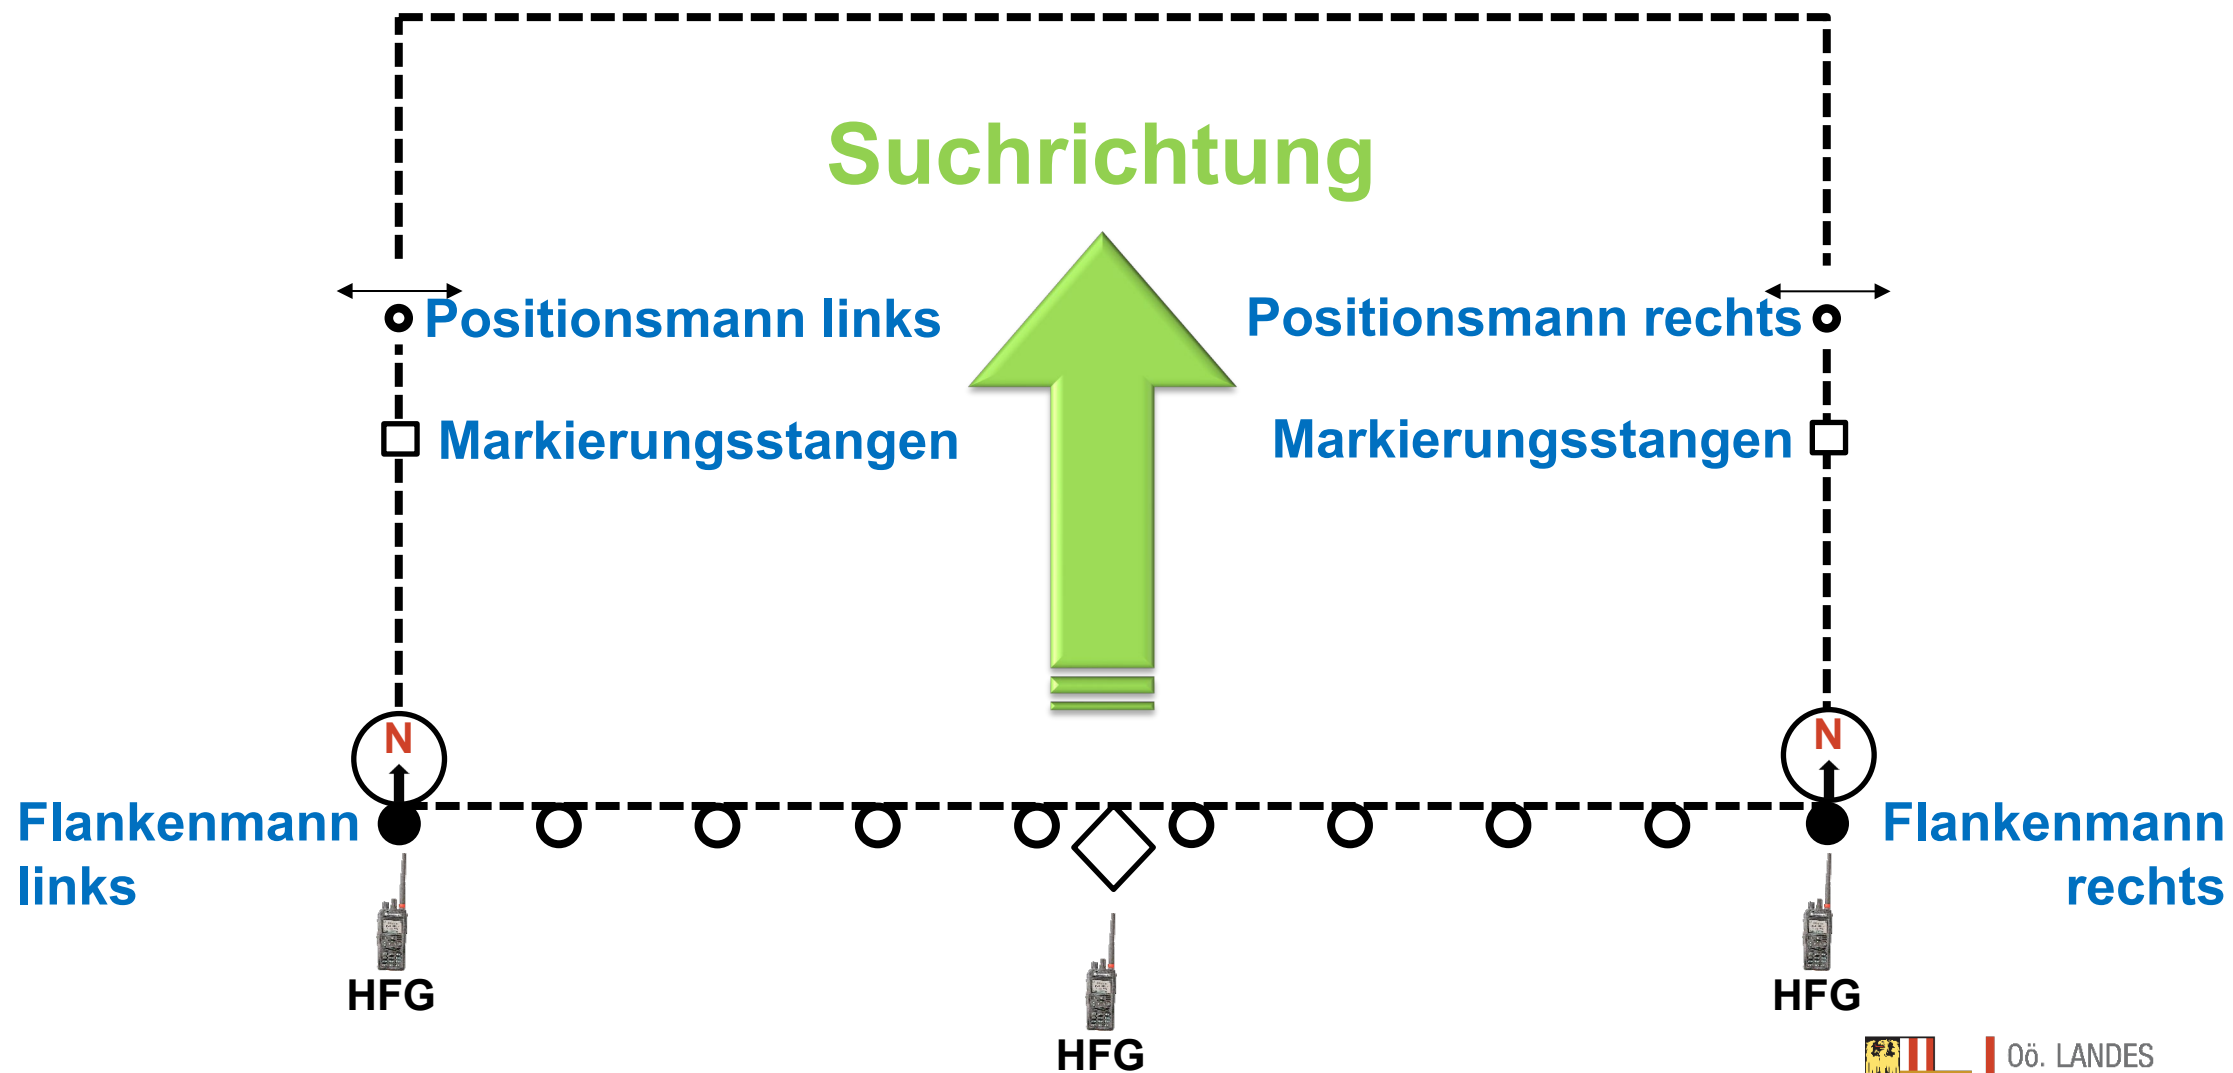 Suchrichtung
Positionsmann links
Positionsmann rechts
Markierungsstangen
Markierungsstangen
N
N
Flankenmann
links
Flankenmann
rechts
HFG
HFG
HFG
Oö. LANDES